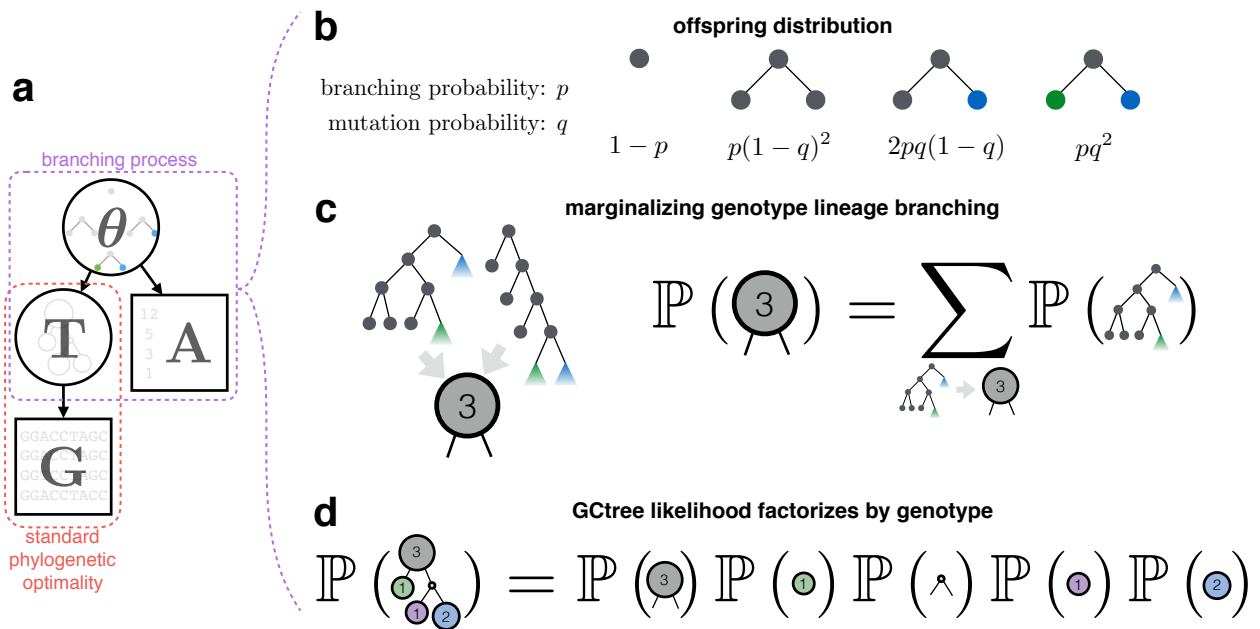 a
branching process
θ
T
12
5
3
1
A
GGACCTAGC
GGACCTAGC
GGACCTACC
G
standard
phylogenetic
optimality
b
offspring distribution
branching probability: p
mutation probability: q
1 − p
p(1 − q)²
2pq(1 − q)
pq²
c
marginalizing genotype lineage branching
3
ℙ ( 3 ) = ∑ ℙ ( )
3
d
GCtree likelihood factorizes by genotype
ℙ ( 3 1 1 2 ) = ℙ ( 3 ) ℙ ( 1 ) ℙ ( ) ℙ ( 1 ) ℙ ( 2 )